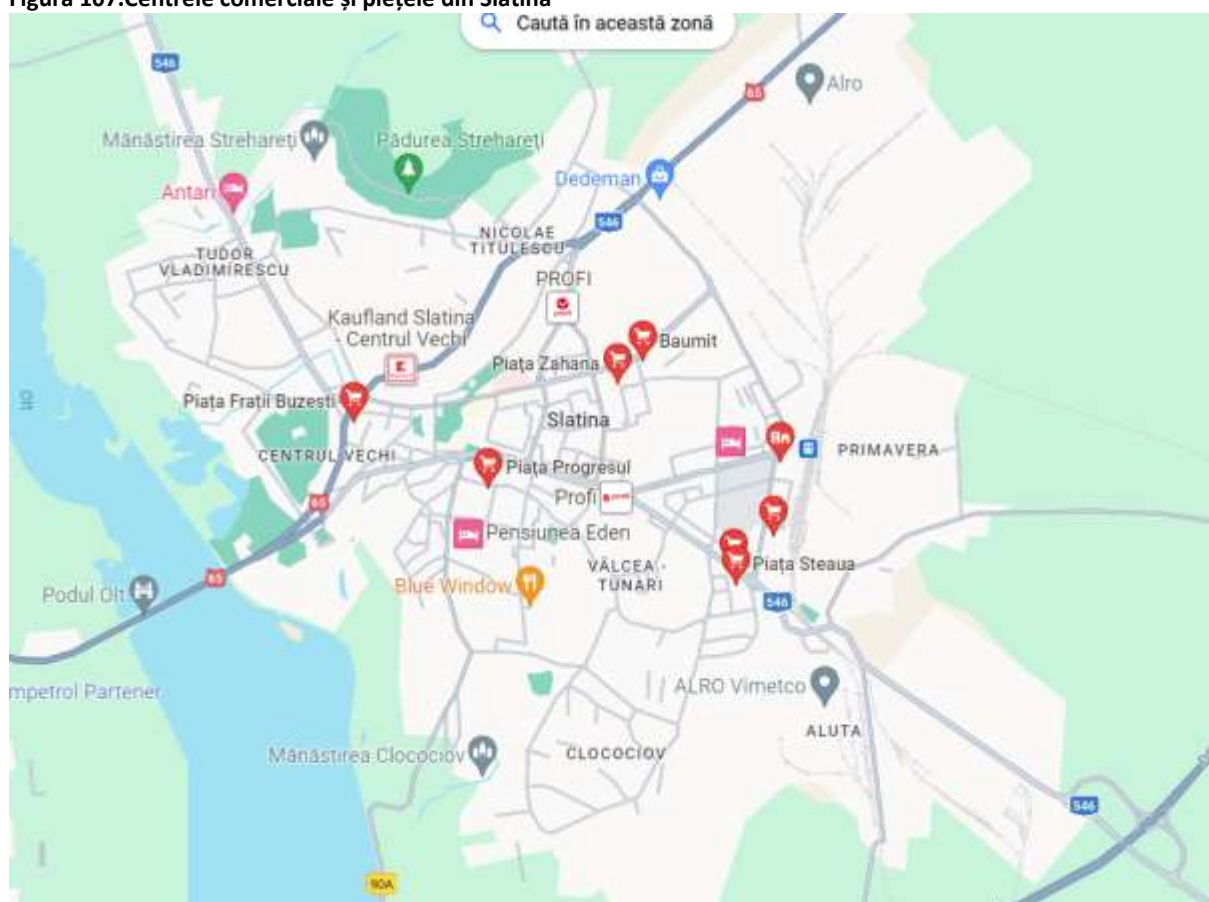 Figura 107.Centrele comerciale și piețele din Slatina
Caută în această zonă
546
65
Alro
Mănăstirea Strehareți
Pădurea Strehareți
Dedeman
Antari
546
NICOLAE
TITULESCU
TUDOR
VLADIMIRESCU
PROFI
Kaufland Slatina
- Centrul Vechi
Baumit
Piața Zahana
Olt
Piața Frații Buzești
Slatina
CENTRUL VECHI
PRIMAVERA
Piața Progresul
65
Profi
Pensiunea Eden
VÂLCEA -
TUNARI
Piața Steaua
65
Blue Window
Podul Olt
546
mpetrol Partener
ALRO Vimetco
ALUTA
Mănăstirea Clocociov
CLOCOCIOV
546
90A